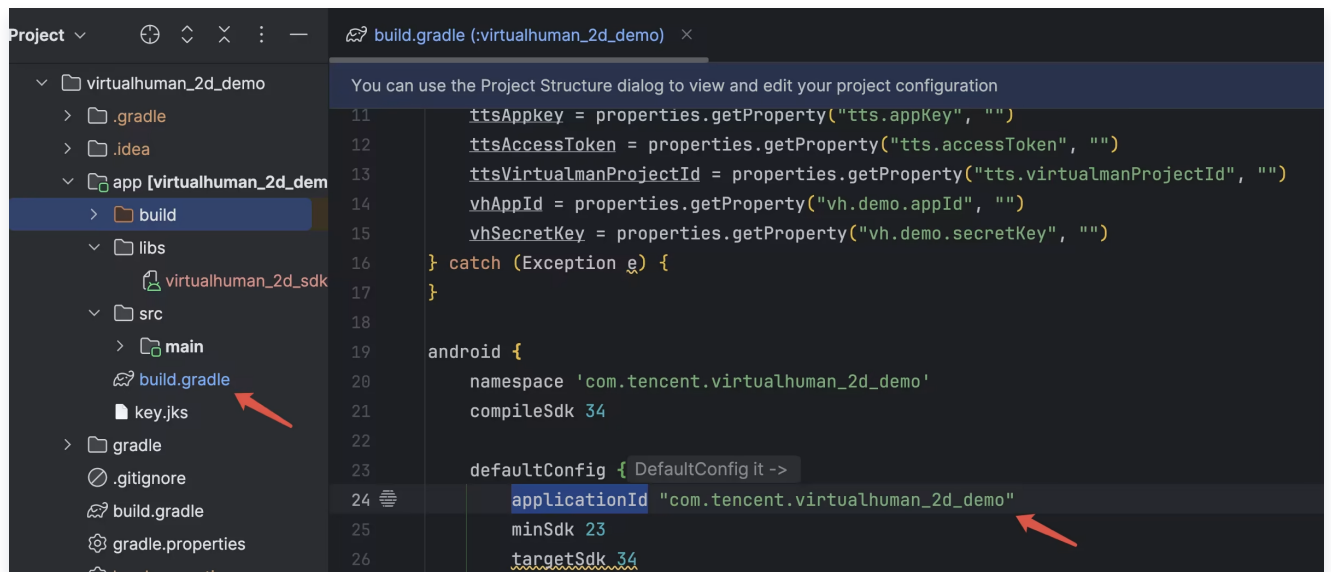 Project
virtualhuman_2d_demo
.gradle
.idea
app [virtualhuman_2d_dem
build
libs
virtualhuman_2d_sdk
src
main
build.gradle
key.jks
gradle
.gitignore
build.gradle
gradle.properties
build.gradle (:virtualhuman_2d_demo)
You can use the Project Structure dialog to view and edit your project configuration
11 ttsAppkey = properties.getProperty("tts.appKey", "")
12 ttsAccessToken = properties.getProperty("tts.accessToken", "")
13 ttsVirtualmanProjectId = properties.getProperty("tts.virtualmanProjectId", "")
14 vhAppId = properties.getProperty("vh.demo.appId", "")
15 vhSecretKey = properties.getProperty("vh.demo.secretKey", "")
16 } catch (Exception e) {
17 }
18
19 android {
20 namespace 'com.tencent.virtualhuman_2d_demo'
21 compileSdk 34
22
23 defaultConfig { DefaultConfig it ->
24 applicationId "com.tencent.virtualhuman_2d_demo"
25 minSdk 23
26 targetSdk 34